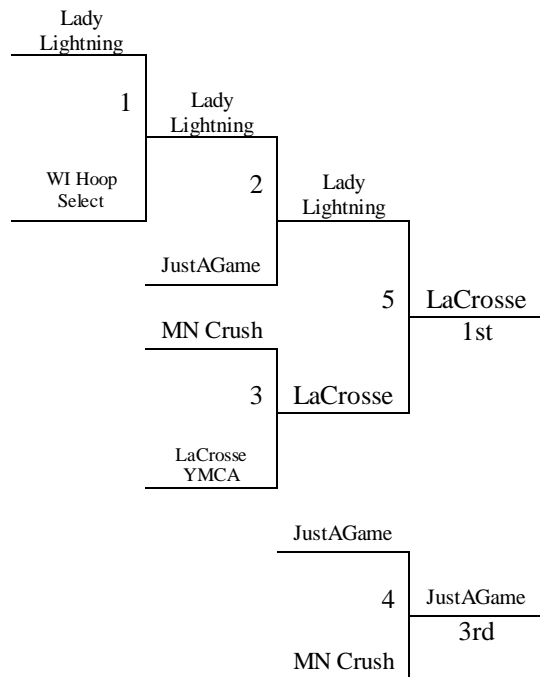 Lady
Lightning
1
Lady
Lightning
WI Hoop
Select
2
Lady
Lightning
JustAGame
5
LaCrosse
1st
MN Crush
3
LaCrosse
LaCrosse
YMCA
JustAGame
4
JustAGame
3rd
MN Crush